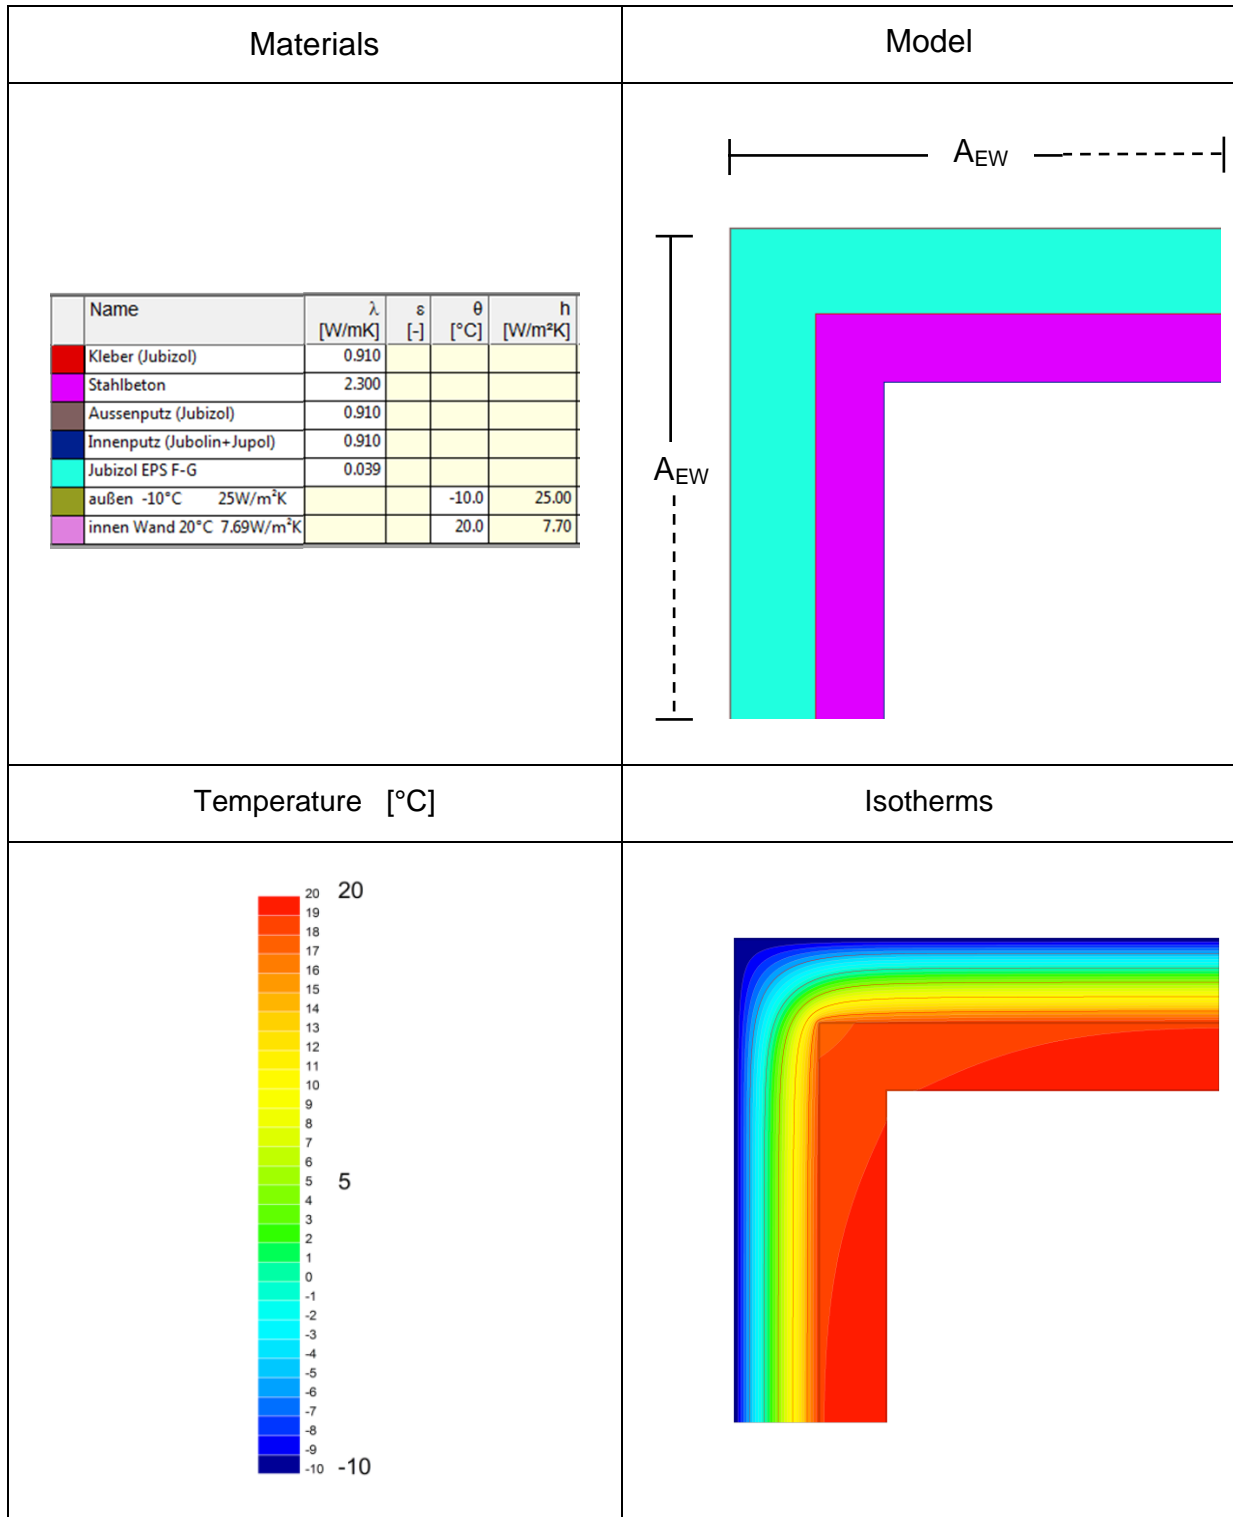 Materials
Model
A_EW
Name λ ε θ h
[W/mK] [-] [°C] [W/m²K]
Kleber (Jubizol) 0.910
Stahlbeton 2.300
Aussenputz (Jubizol) 0.910
Innenputz (Jubolin+Jupol) 0.910
Jubizol EPS F-G 0.039
außen -10°C 25W/m²K -10.0 25.00
innen Wand 20°C 7.69W/m²K 20.0 7.70
A_EW
Temperature [°C]
Isotherms
20 20
19
18
17
16
15
14
13
12
11
10
9
8
7
6
5 5
4
3
2
1
0
-1
-2
-3
-4
-5
-6
-7
-8
-9
-10 -10